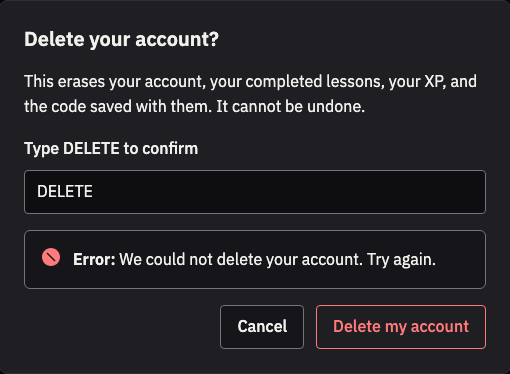 Delete your account?
This erases your account, your completed lessons, your XP, and
the code saved with them. It cannot be undone.
Type DELETE to confirm
DELETE
Error: We could not delete your account. Try again.
Cancel
Delete my account